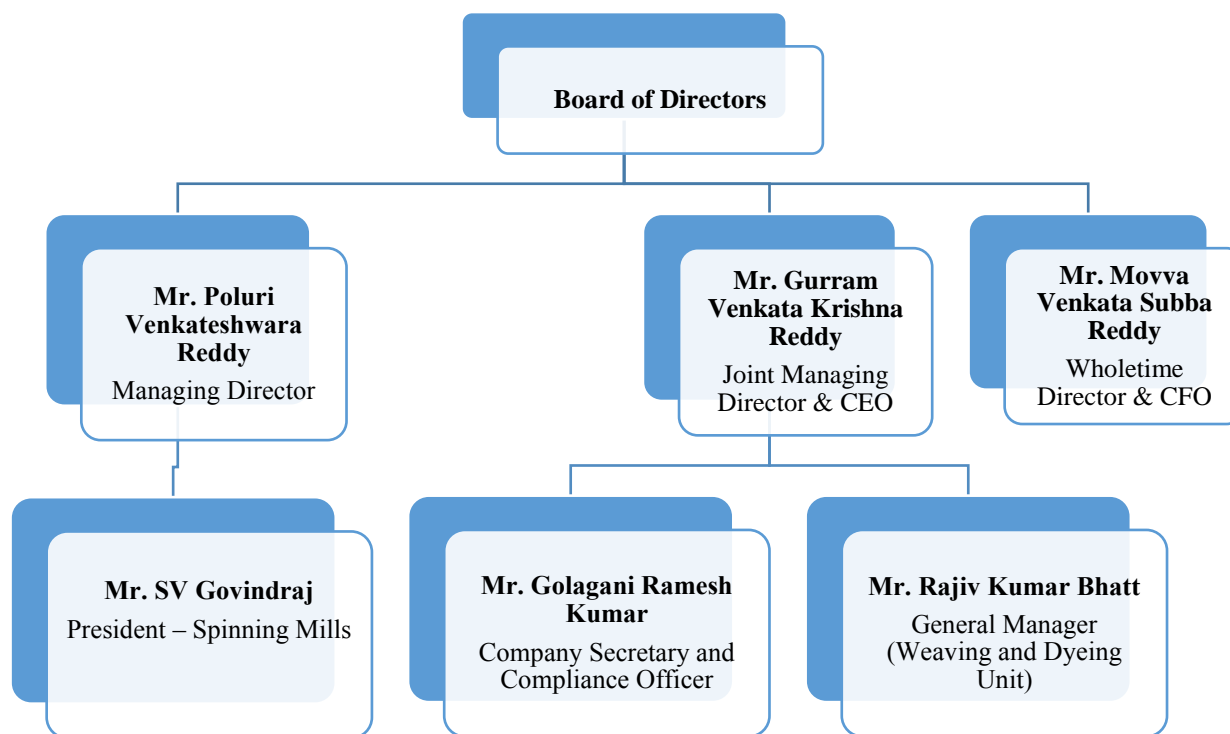 Board of Directors
Mr. Poluri
Venkateshwara
Reddy
Managing Director
Mr. Gurram
Venkata Krishna
Reddy
Joint Managing
Director & CEO
Mr. Movva
Venkata Subba
Reddy
Wholetime
Director & CFO
Mr. SV Govindraj
President – Spinning Mills
Mr. Golagani Ramesh
Kumar
Company Secretary and
Compliance Officer
Mr. Rajiv Kumar Bhatt
General Manager
(Weaving and Dyeing
Unit)